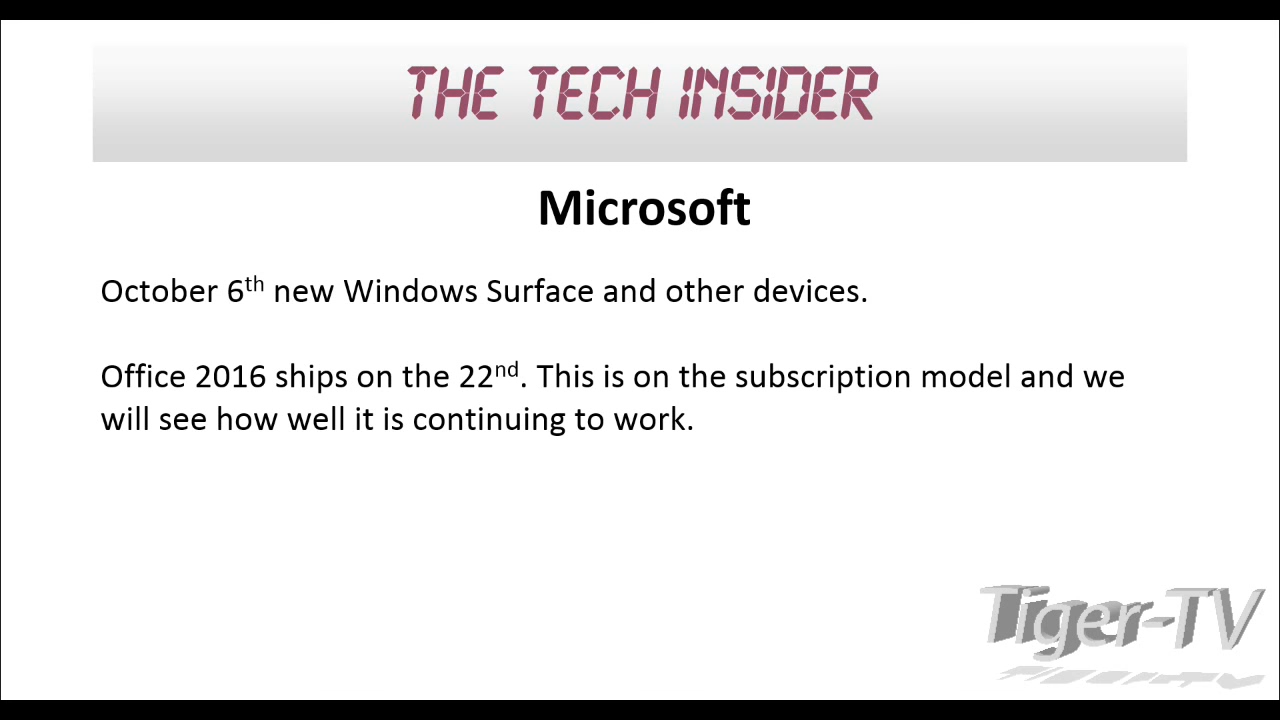 THE TECH INSIDER
Microsoft
October 6th new Windows Surface and other devices.
Office 2016 ships on the 22nd. This is on the subscription model and we
will see how well it is continuing to work.
Tiger-TV